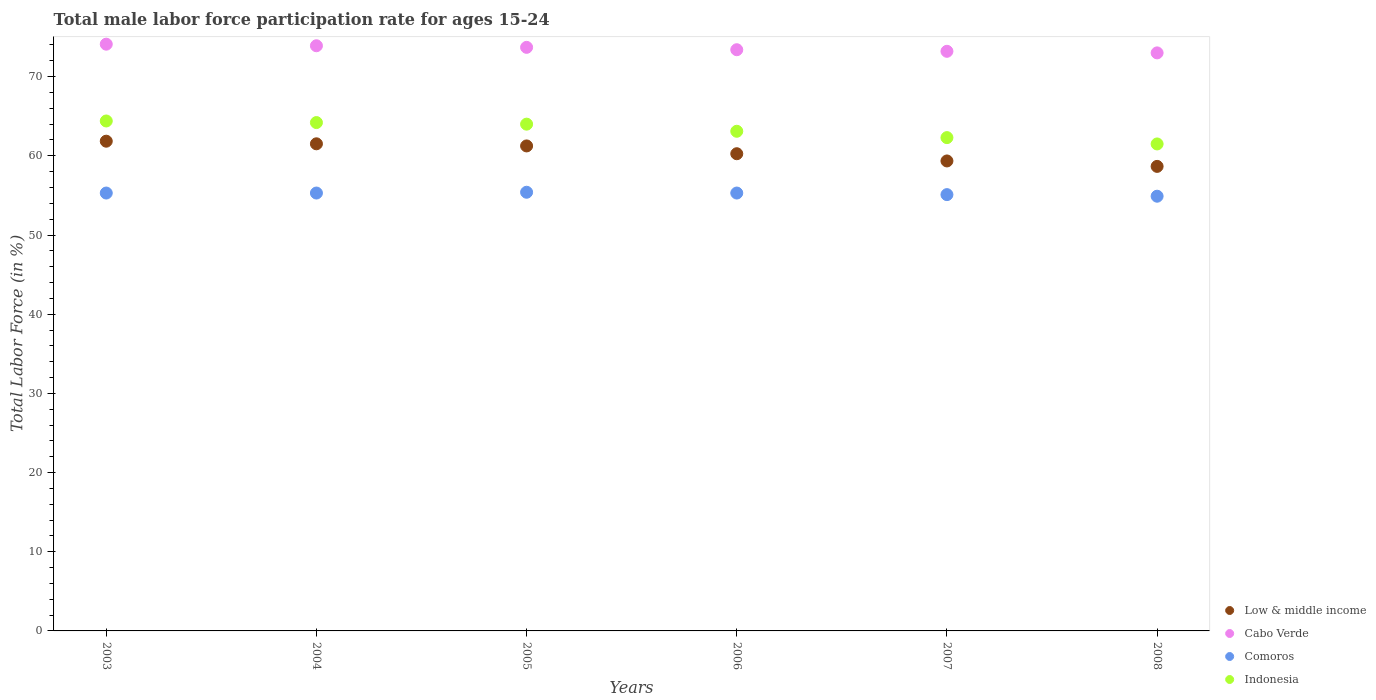 Total male labor force participation rate for ages 15-24
Total Labor Force (in %)
70
60
50
40
30
20
10
0
2003
2004
2005
2006
2007
2008
Years
Low & middle income
Cabo Verde
Comoros
Indonesia